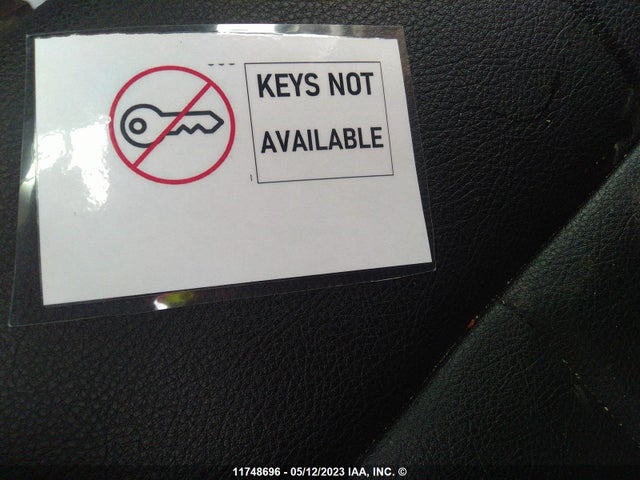 KEYS NOT
AVAILABLE
11748696 - 05/12/2023 IAA, INC. ©